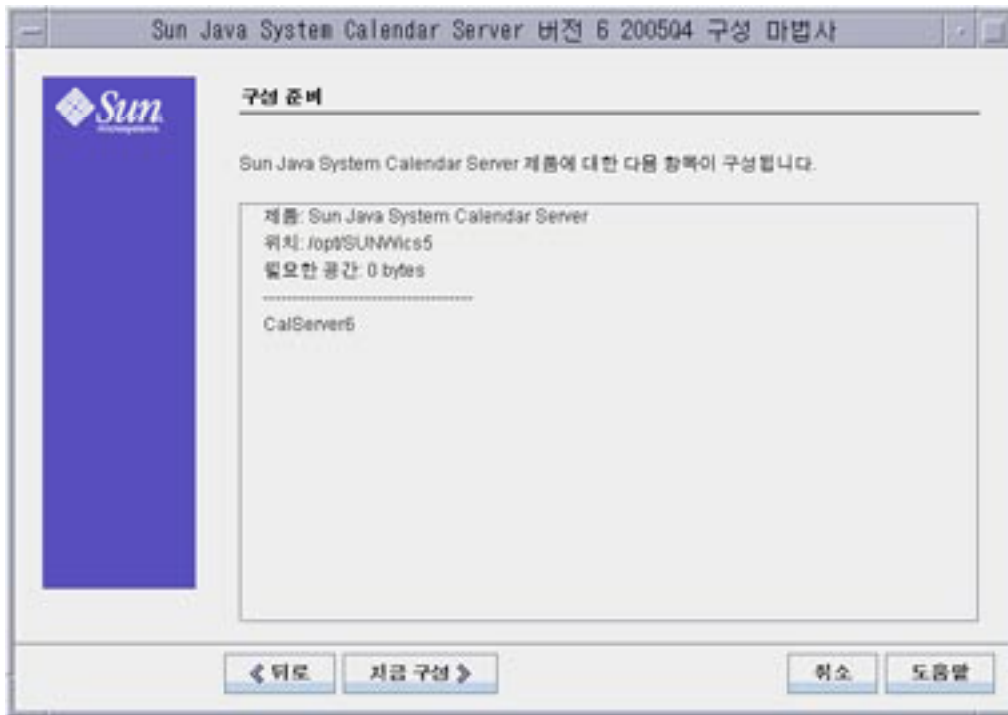 Sun Java System Calendar Server 버전 6 2005Q4 구성 마법사
Sun
microsystems
구성 준비
Sun Java System Calendar Server 제품에 대한 다음 항목이 구성됩니다.
제품: Sun Java System Calendar Server
위치: /opt/SUNWics5
필요한 공간: 0 bytes
------------------------------------
CalServer6
뒤로
지금 구성
취소
도움말